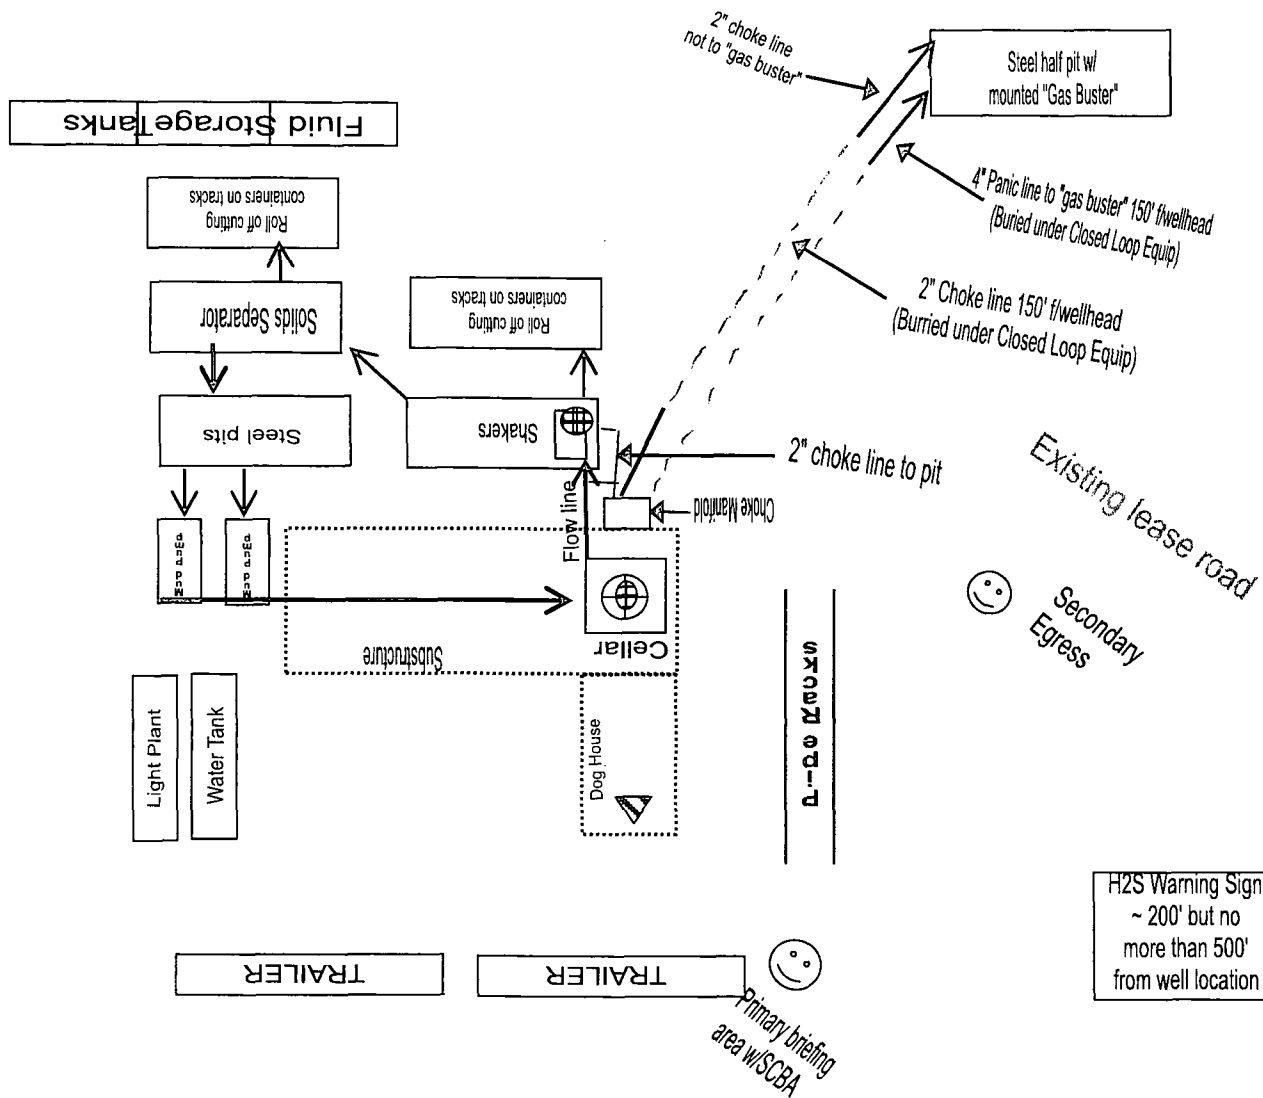 2" choke line
not to "gas buster"
Steel half pit w/
mounted "Gas Buster"
Fluid StorageTanks
4" Panic line to "gas buster" 150' f/wellhead
(Buried under Closed Loop Equip)
Roll off cutting
containers on tracks
2" Choke line 150' f/wellhead
(Burried under Closed Loop Equip)
Solids Separator
Roll off cutting
containers on tracks
Steel pits
Shakers
2" choke line to pit
Existing lease road
Choke Manifold
Flow line
Mud pump
Mud pump
Secondary
Egress
Cellar
Substructure
Pipe Racks
Light Plant
Water Tank
Dog House
H2S Warning Sign
~ 200' but no
more than 500'
from well location
TRAILER
TRAILER
Primary briefing
area w/SCBA